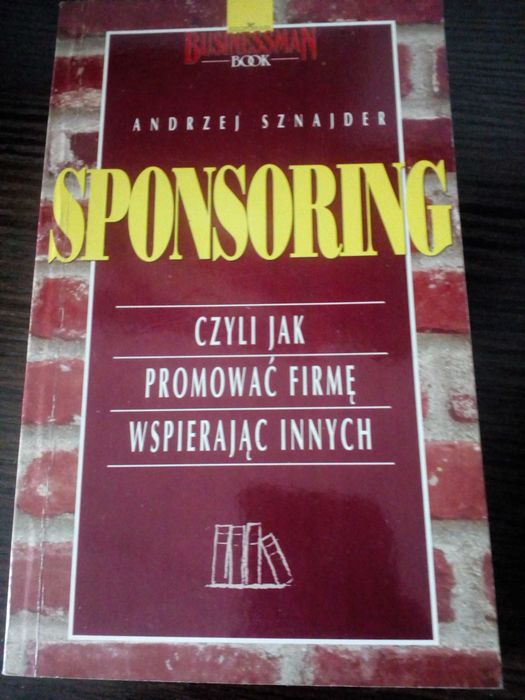 BUSINESSMAN
BOOK
ANDRZEJ SZNAJDER
SPONSORING
CZYLI JAK
PROMOWAĆ FIRMĘ
WSPIERAJĄC INNYCH